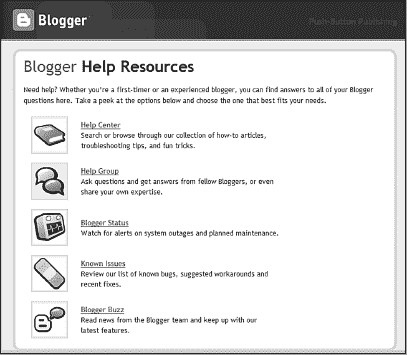 Blogger
Push-Button Publishing
Blogger Help Resources
Need help? Whether you're a first-timer or an experienced blogger, you can find answers to all of your Blogger
questions here. Take a peek at the options below and choose the one that best fits your needs.
Help Center
Search or browse through our collection of how-to articles,
troubleshooting tips, and fun tricks.
Help Group
Ask questions and get answers from fellow Bloggers, or even
share your own expertise.
Blogger Status
Watch for alerts on system outages and planned maintenance.
Known Issues
Review our list of known bugs, suggested workarounds and
recent fixes.
Blogger Buzz
Read news from the Blogger team and keep up with our
latest features.